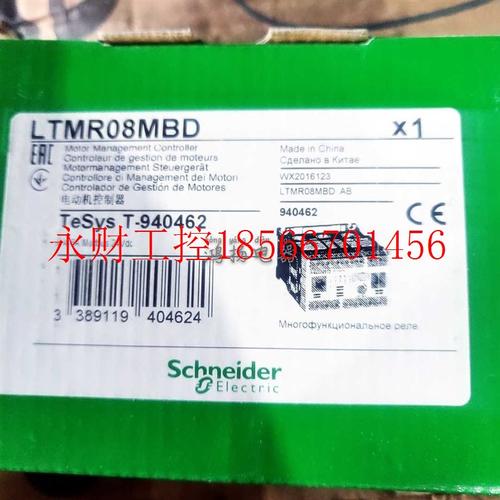 LTMR08MBD
x1
EAC
Motor Management Controller
Controleur de gestion de moteurs
Motormanagement Steuergerät
Controllore di Management dei Motori
Controlador de Gestión de Motores
电动机控制器
TeSys T-940462
Made in China
Сделано в Китае
WX2016123
LTMR08MBD AB
940462
CE
永财工控18566701456
3 389119 404624
Многофункциональное реле
Schneider
Electric